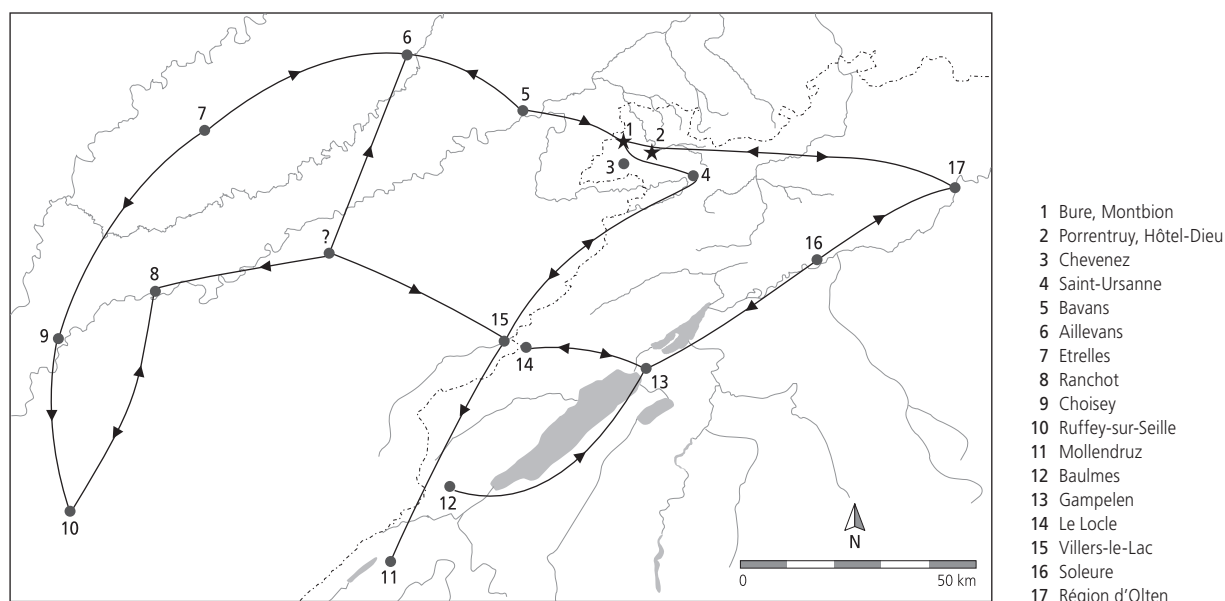 6
5
7
1
2
3
4
17
?
16
8
15
9
14
13
12
10
11
N
0
50 km
1 Bure, Montbion
2 Porrentruy, Hôtel-Dieu
3 Chevenez
4 Saint-Ursanne
5 Bavans
6 Aillevans
7 Etrelles
8 Ranchot
9 Choisey
10 Ruffey-sur-Seille
11 Mollendruz
12 Baulmes
13 Gampelen
14 Le Locle
15 Villers-le-Lac
16 Soleure
17 Région d'Olten